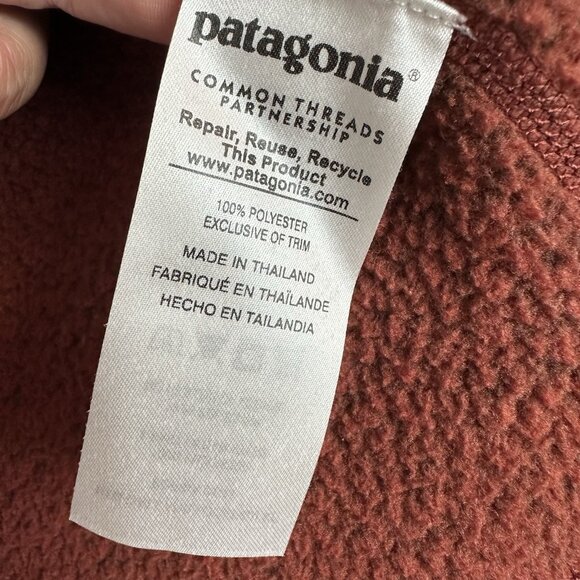 patagonia®
COMMON THREADS
PARTNERSHIP
Repair, Reuse, Recycle
This Product
www.patagonia.com
100% POLYESTER
EXCLUSIVE OF TRIM
MADE IN THAILAND
FABRIQUÉ EN THAÏLANDE
HECHO EN TAILANDIA